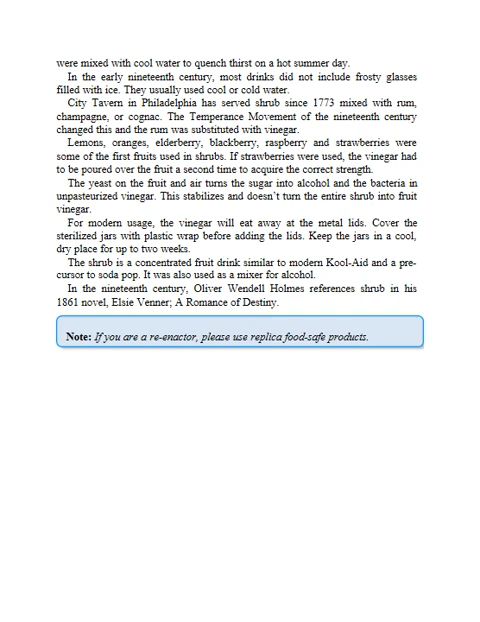 were mixed with cool water to quench thirst on a hot summer day.
In the early nineteenth century, most drinks did not include frosty glasses
filled with ice. They usually used cool or cold water.
City Tavern in Philadelphia has served shrub since 1773 mixed with rum,
champagne, or cognac. The Temperance Movement of the nineteenth century
changed this and the rum was substituted with vinegar.
Lemons, oranges, elderberry, blackberry, raspberry and strawberries were
some of the first fruits used in shrubs. If strawberries were used, the vinegar had
to be poured over the fruit a second time to acquire the correct strength.
The yeast on the fruit and air turns the sugar into alcohol and the bacteria in
unpasteurized vinegar. This stabilizes and doesn't turn the entire shrub into fruit
vinegar.
For modern usage, the vinegar will eat away at the metal lids. Cover the
sterilized jars with plastic wrap before adding the lids. Keep the jars in a cool,
dry place for up to two weeks.
The shrub is a concentrated fruit drink similar to modern Kool-Aid and a pre-
cursor to soda pop. It was also used as a mixer for alcohol.
In the nineteenth century, Oliver Wendell Holmes references shrub in his
1861 novel, Elsie Venner; A Romance of Destiny.
Note: If you are a re-enactor, please use replica food-safe products.